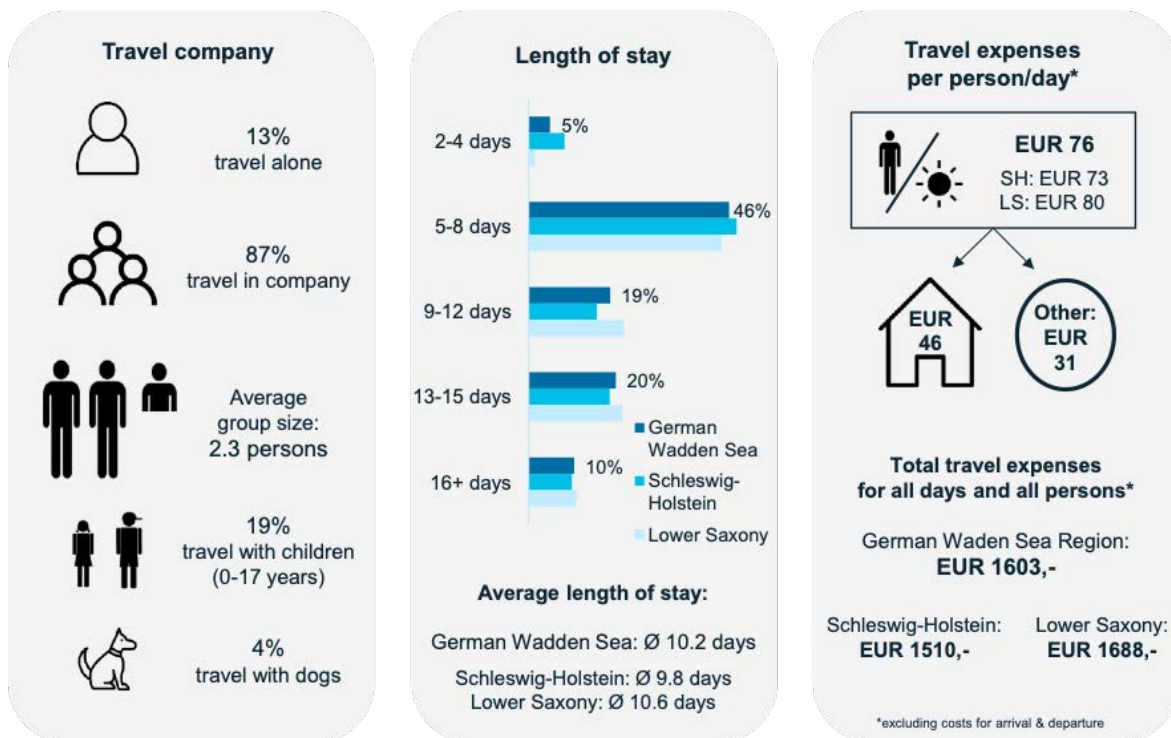 Travel company
13%
travel alone
87%
travel in company
Average
group size:
2.3 persons
19%
travel with children
(0-17 years)
4%
travel with dogs
Length of stay
2-4 days
5%
5-8 days
46%
9-12 days
19%
13-15 days
20%
16+ days
10%
German
Wadden Sea
Schleswig-
Holstein
Lower Saxony
Average length of stay:
German Wadden Sea: Ø 10.2 days
Schleswig-Holstein: Ø 9.8 days
Lower Saxony: Ø 10.6 days
Travel expenses
per person/day*
EUR 76
SH: EUR 73
LS: EUR 80
EUR
46
Other:
EUR
31
Total travel expenses
for all days and all persons*
German Waden Sea Region:
EUR 1603,-
Schleswig-Holstein:
EUR 1510,-
Lower Saxony:
EUR 1688,-
*excluding costs for arrival & departure